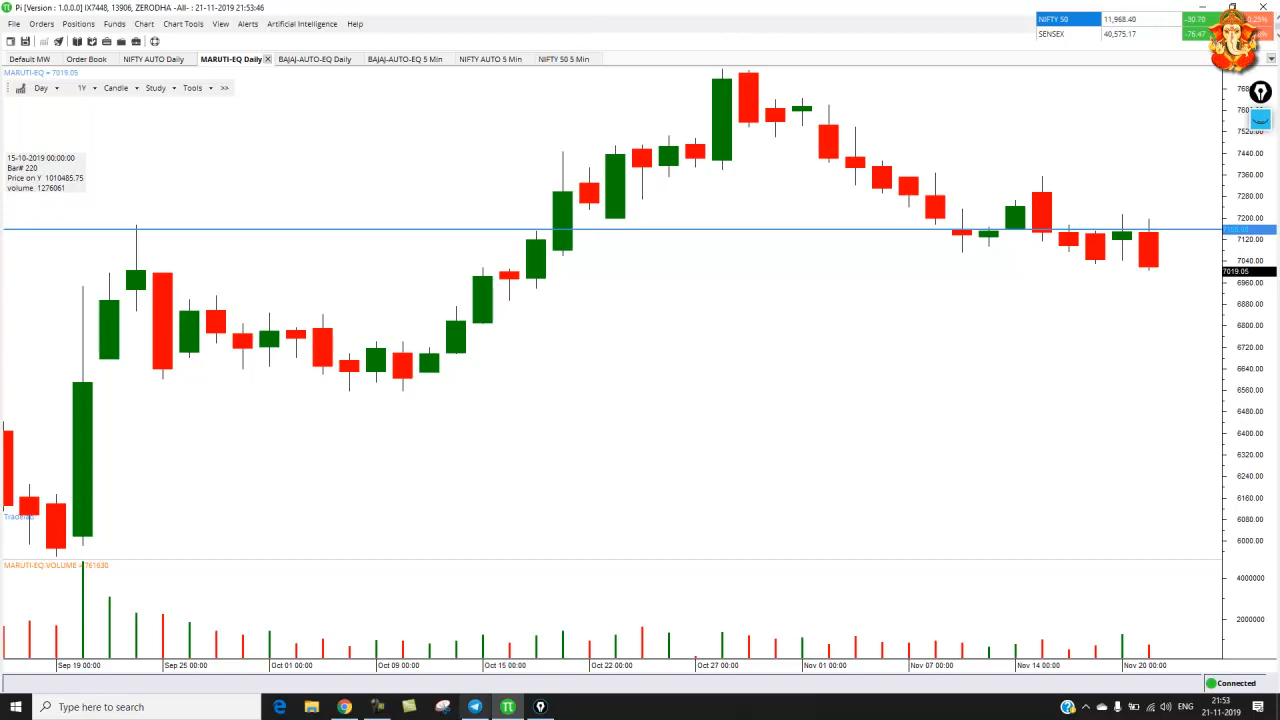 Pi [Version : 1.0.0.0] IX7448, 13906, ZERODHA -All- : 21-11-2019 21:53:46
File Orders Positions Funds Chart Chart Tools View Alerts Artificial Intelligence Help
NIFTY 50 11,968.40 -30.70
SENSEX 40,575.17 -76.47
Default MW Order Book NIFTY AUTO Daily MARUTI-EQ Daily BAJAJ-AUTO-EQ Daily BAJAJ-AUTO-EQ 5 Min NIFTY AUTO 5 Min NIFTY 50 5 Min
MARUTI-EQ = 7019.05
Day 1Y Candle Study Tools >>
15-10-2019 00:00:00
Bar# 220
Price on Y 1010485.75
volume 1276061
7440.00
7360.00
7280.00
7200.00
7120.00
7040.00
7019.05
6960.00
6880.00
6800.00
6720.00
6640.00
6560.00
6480.00
6400.00
6320.00
6240.00
6160.00
6080.00
6000.00
MARUTI-EQ.VOLUME = 761630
4000000
2000000
Sep 19 00:00 Sep 25 00:00 Oct 01 00:00 Oct 09 00:00 Oct 15 00:00 Oct 22 00:00 Oct 27 00:00 Nov 01 00:00 Nov 07 00:00 Nov 14 00:00 Nov 20 00:00
Connected
Type here to search
ENG
21:53
21-11-2019